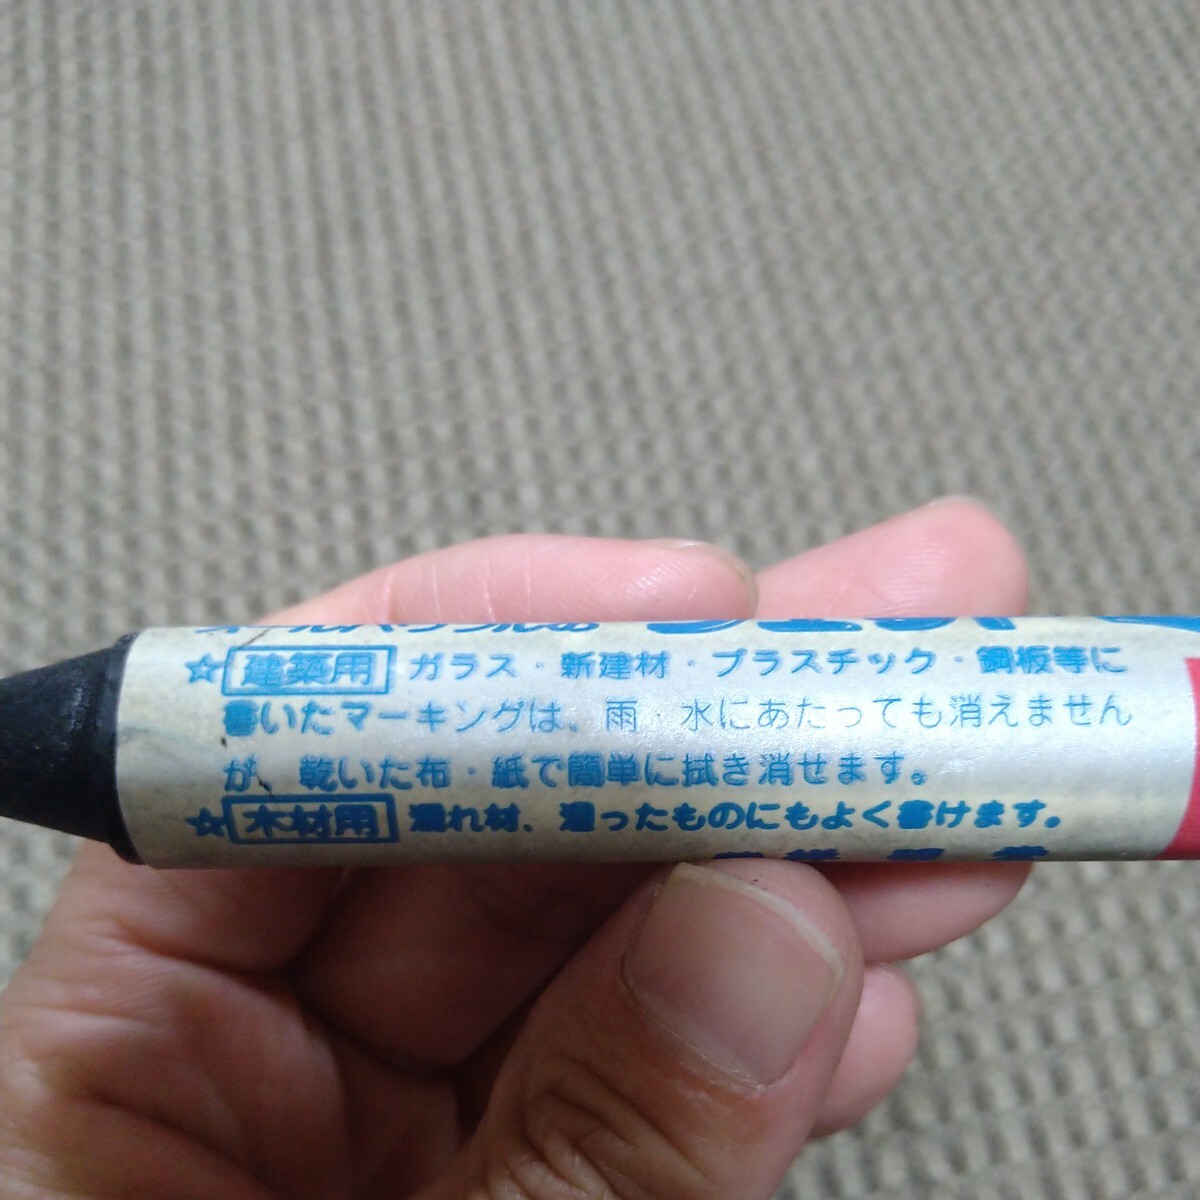 ☆建築用 ガラス・新建材・プラスチック・鋼板等に
書いたマーキングは、雨・水にあたっても消えません
が、乾いた布・紙で簡単に拭き消せます。
☆木材用 濡れ材、湿ったものにもよく書けます。